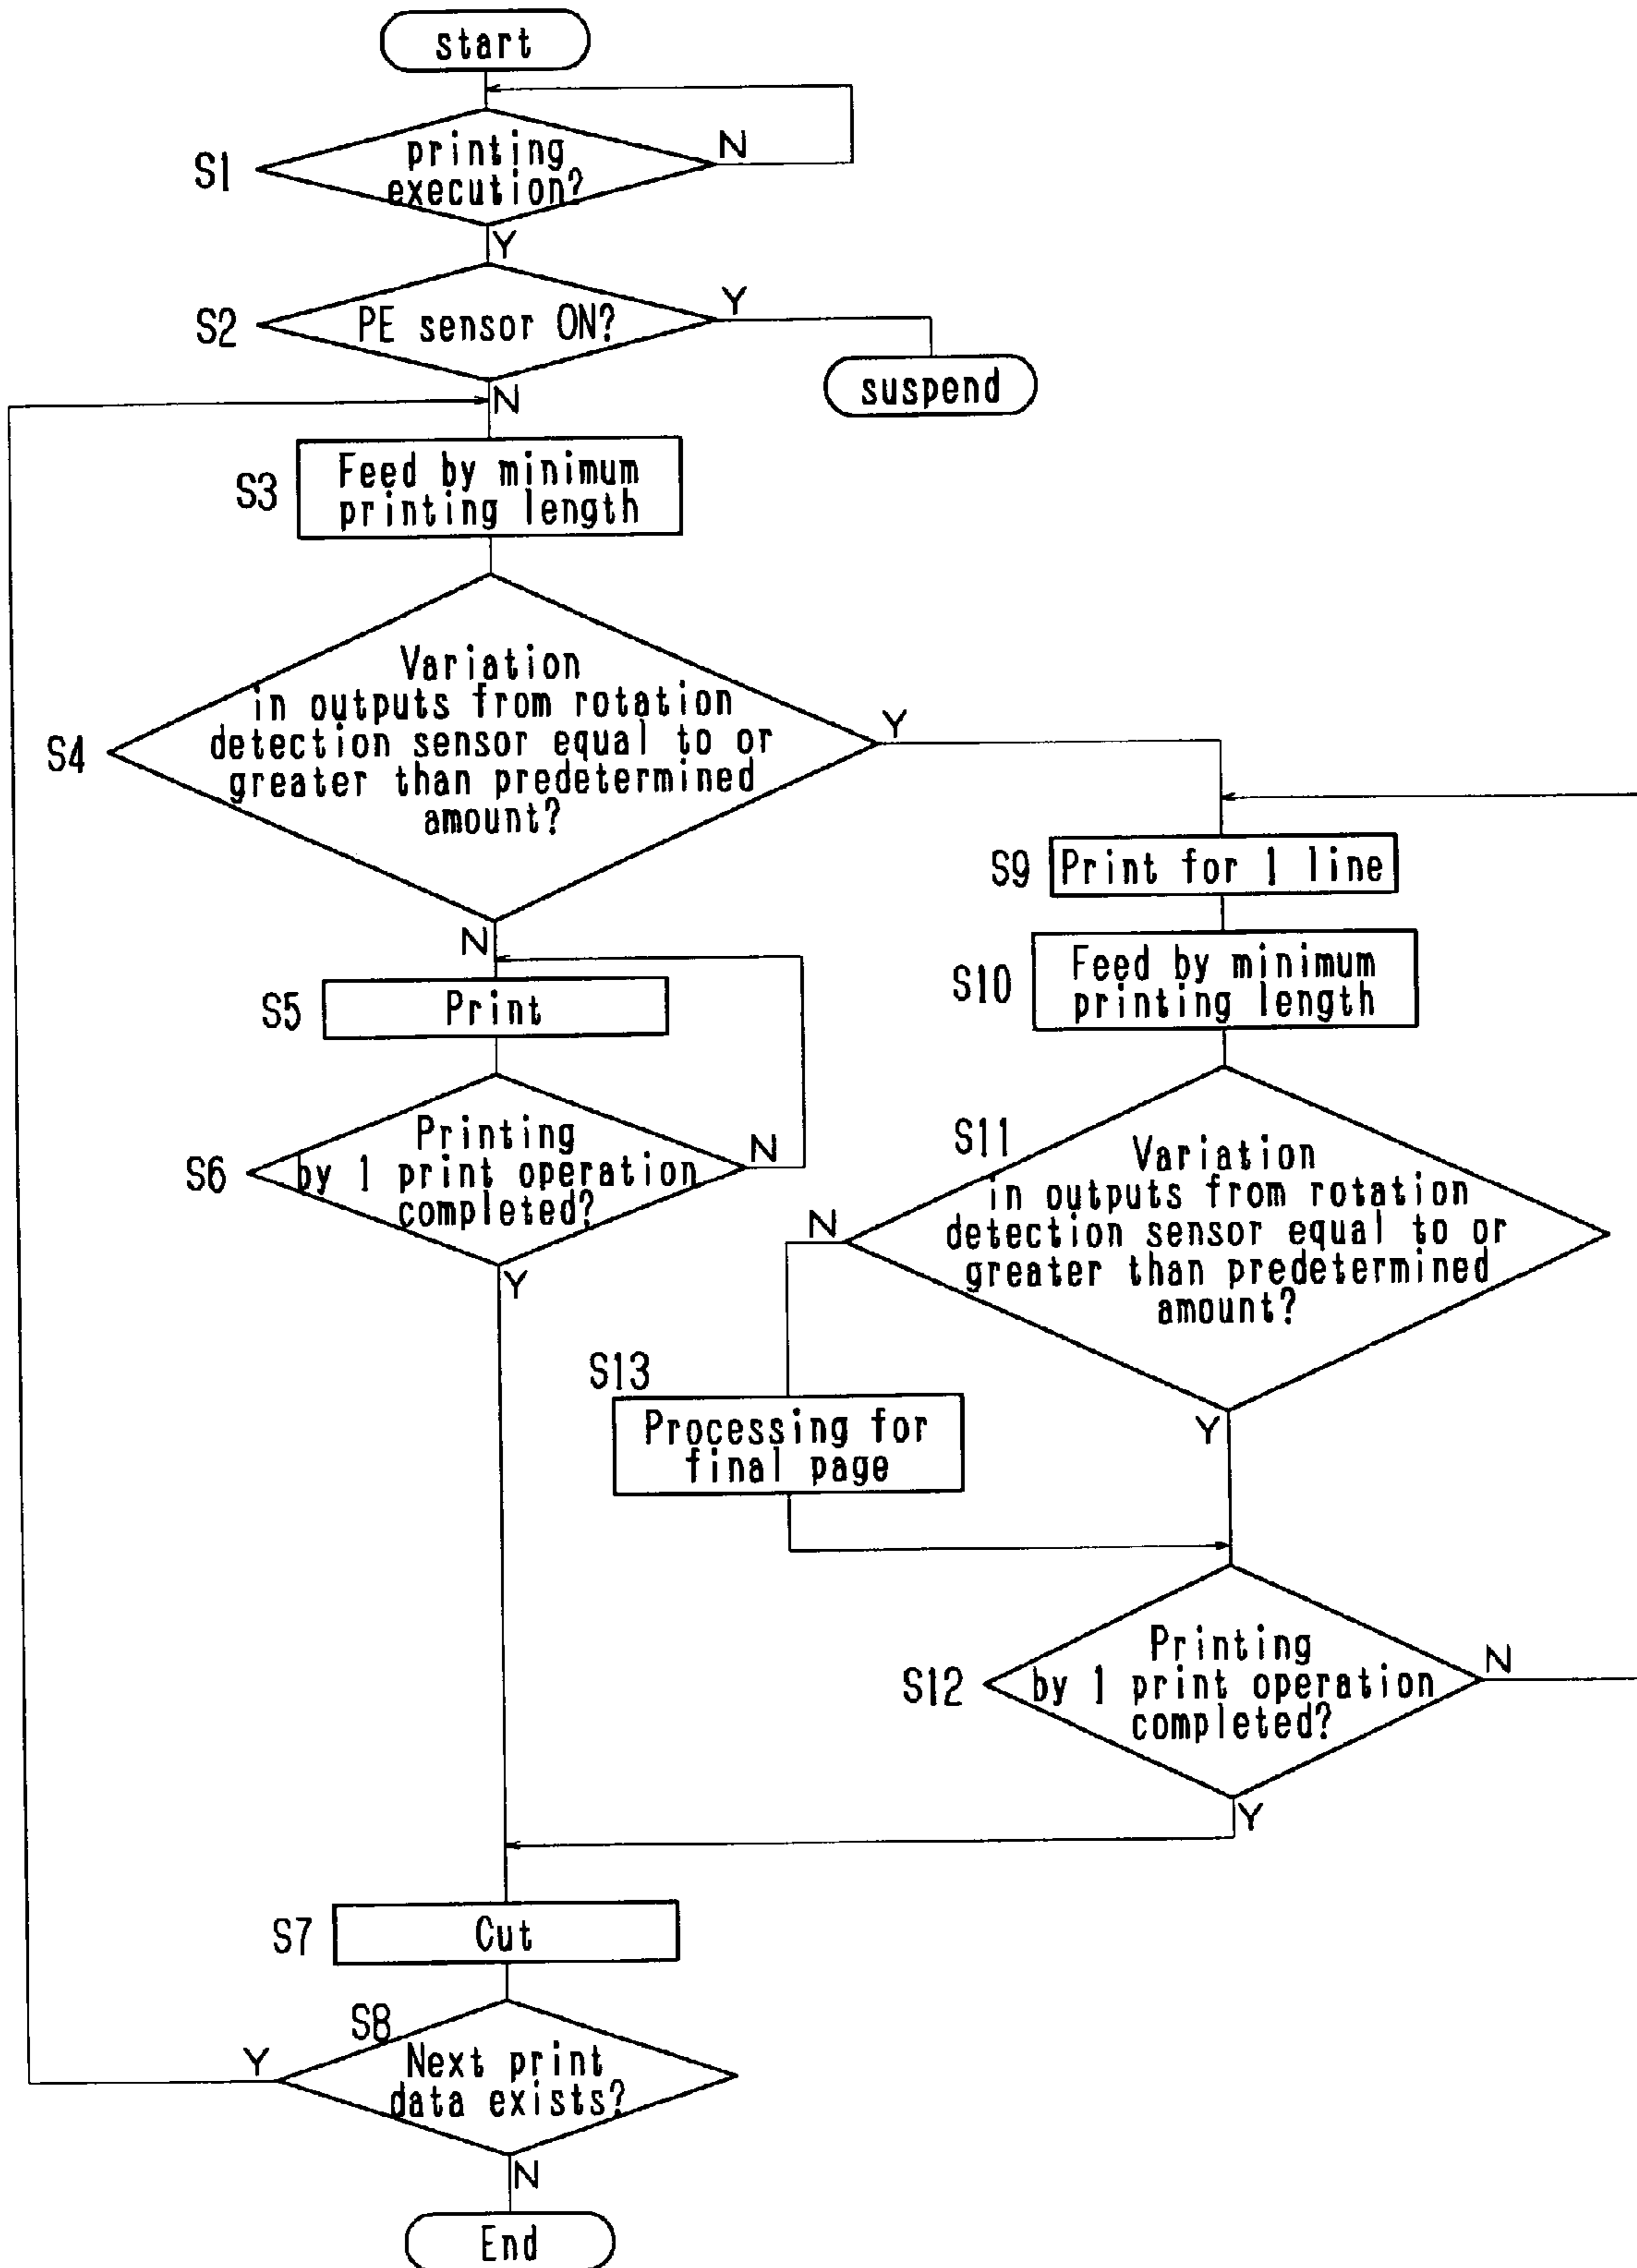 start
S1
printing
execution?
N
Y
S2
PE sensor ON?
Y
suspend
N
S3
Feed by minimum
printing length
S4
Variation
in outputs from rotation
detection sensor equal to or
greater than predetermined
amount?
Y
N
S9
Print for 1 line
S10
Feed by minimum
printing length
S5
Print
S6
Printing
by 1 print operation
completed?
N
Y
S11
Variation
in outputs from rotation
detection sensor equal to or
greater than predetermined
amount?
N
Y
S13
Processing for
final page
S12
Printing
by 1 print operation
completed?
N
Y
S7
Cut
S8
Next print
data exists?
Y
N
End